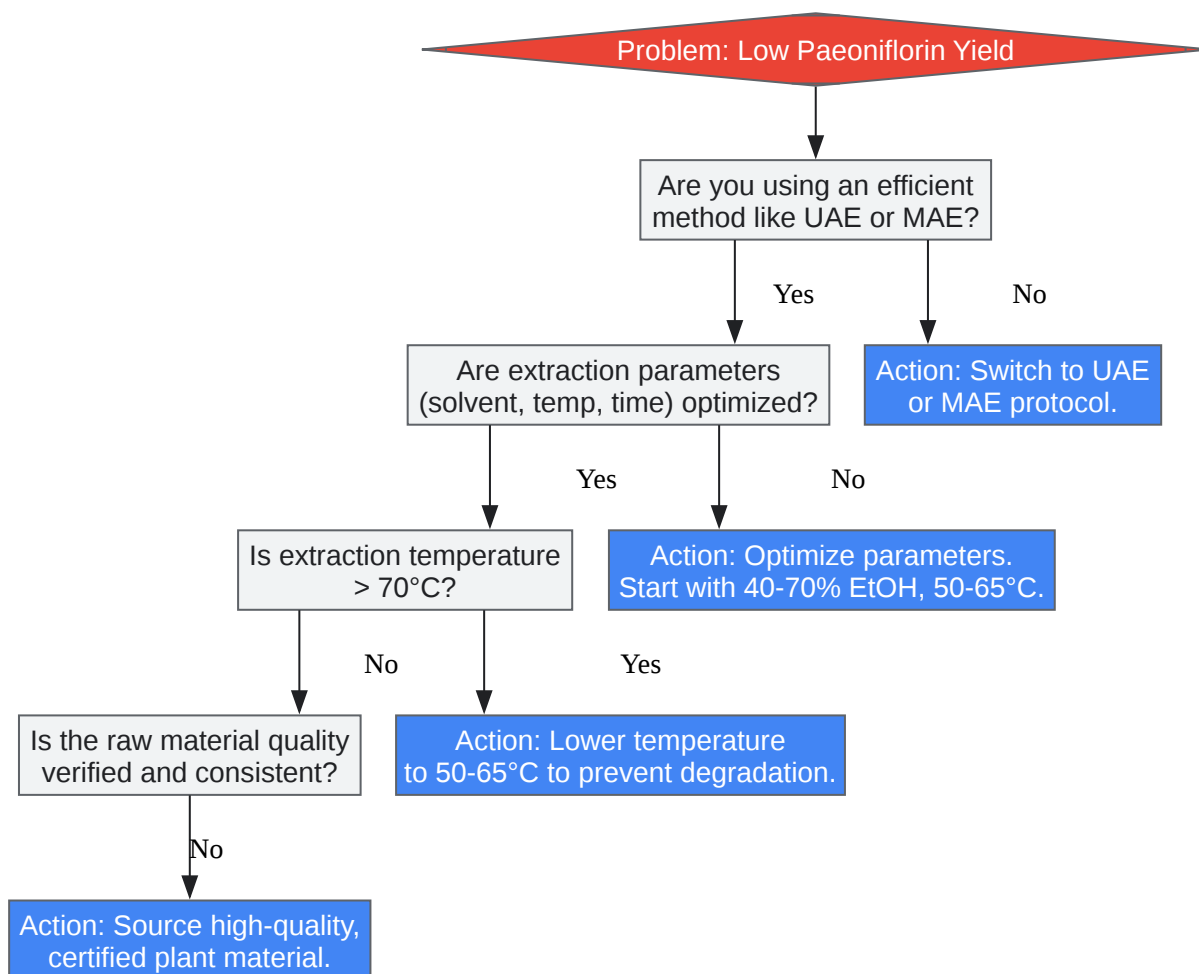 Problem: Low Paeoniflorin Yield
Are you using an efficient
method like UAE or MAE?
Yes
No
Are extraction parameters
(solvent, temp, time) optimized?
Action: Switch to UAE
or MAE protocol.
Yes
No
Is extraction temperature
> 70°C?
Action: Optimize parameters.
Start with 40-70% EtOH, 50-65°C.
No
Yes
Is the raw material quality
verified and consistent?
Action: Lower temperature
to 50-65°C to prevent degradation.
No
Action: Source high-quality,
certified plant material.